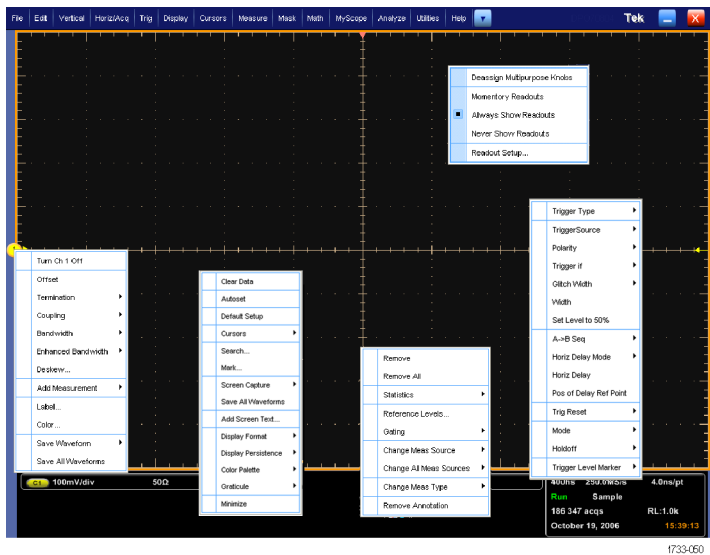 File Edit Vertical Horiz/Acq Trig Display Cursors Measure Mask Math MyScope Analyze Utilities Help Tek X
Deassign Multipurpose Knobs
Momentary Readouts
Always Show Readouts
Never Show Readouts
Readout Setup...
Trigger Type
TriggerSource
Polarity
Trigger if
Glitch Width
Width
Set Level to 50%
A->B Seq
Horiz Delay Mode
Horiz Delay
Pos of Delay Ref Point
Trig Reset
Mode
Holdoff
Trigger Level Marker
Turn Ch 1 Off
Offset
Termination
Coupling
Bandwidth
Enhanced Bandwidth
Deskew...
Add Measurement
Label...
Color...
Save Waveform
Save All Waveforms
Clear Data
Autoset
Default Setup
Cursors
Search...
Mark...
Screen Capture
Save All Waveforms
Add Screen Text...
Display Format
Display Persistence
Color Palette
Graticule
Minimize
Remove
Remove All
Statistics
Reference Levels...
Gating
Change Meas Source
Change All Meas Sources
Change Meas Type
Remove Annotation
C1 100mV/div 50Ω
400ns 250.0MS/s 4.0ns/pt
Run Sample
186 347 acqs RL:1.0k
October 19, 2006 15:39:13
1733-050